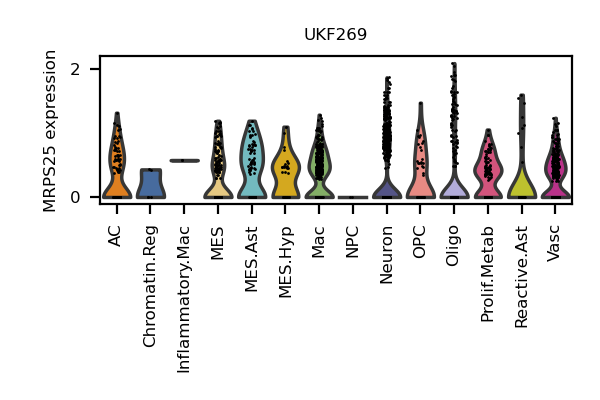 UKF269
MRPS25 expression
2
0
AC
Chromatin.Reg
Inflammatory.Mac
MES
MES.Ast
MES.Hyp
Mac
NPC
Neuron
OPC
Oligo
Prolif.Metab
Reactive.Ast
Vasc